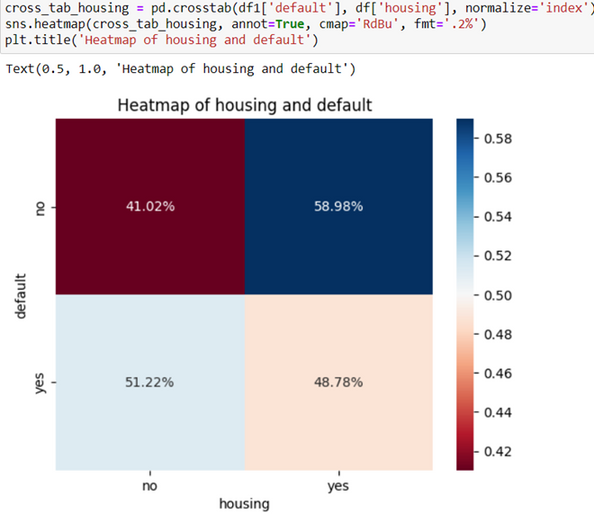 cross_tab_housing = pd.crosstab(df1['default'], df['housing'], normalize='index')
sns.heatmap(cross_tab_housing, annot=True, cmap='RdBu', fmt='.2%')
plt.title('Heatmap of housing and default')
Text(0.5, 1.0, 'Heatmap of housing and default')
Heatmap of housing and default
no
41.02%
58.98%
default
yes
51.22%
48.78%
no
yes
housing
0.58
0.56
0.54
0.52
0.50
0.48
0.46
0.44
0.42